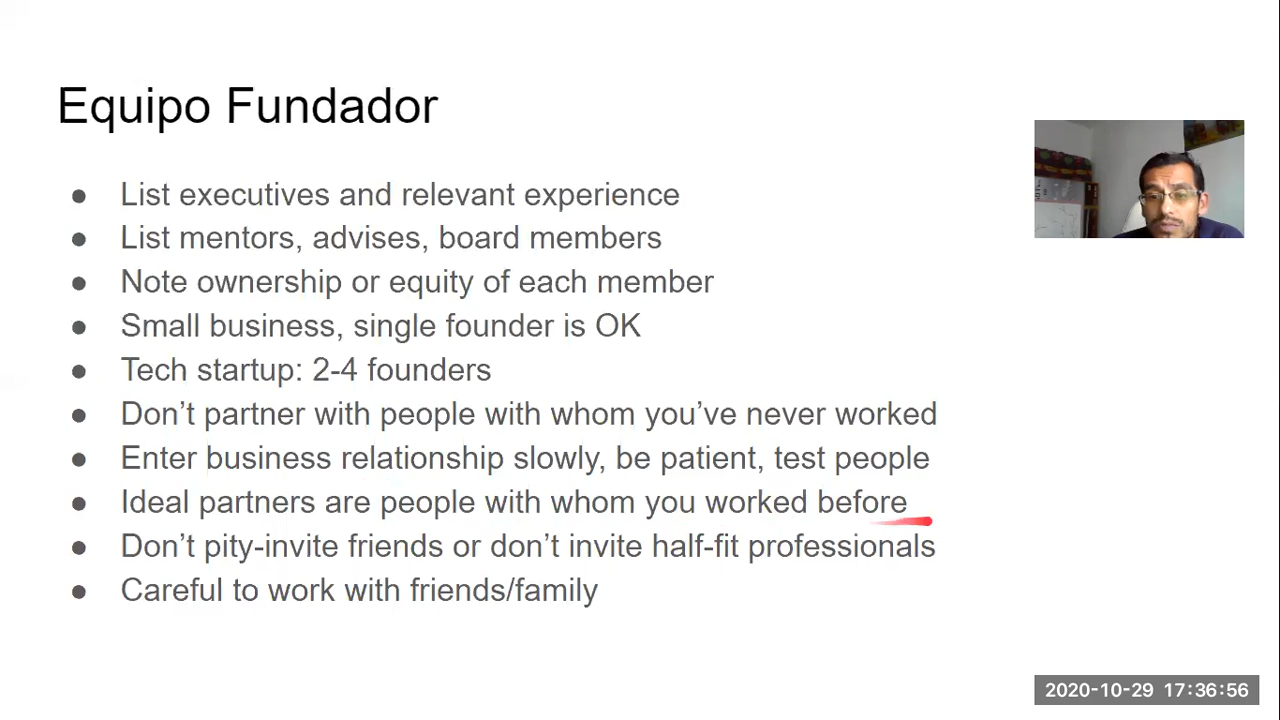 Equipo Fundador
● List executives and relevant experience
● List mentors, advises, board members
● Note ownership or equity of each member
● Small business, single founder is OK
● Tech startup: 2-4 founders
● Don’t partner with people with whom you’ve never worked
● Enter business relationship slowly, be patient, test people
● Ideal partners are people with whom you worked before
● Don’t pity-invite friends or don’t invite half-fit professionals
● Careful to work with friends/family
2020-10-29 17:36:56